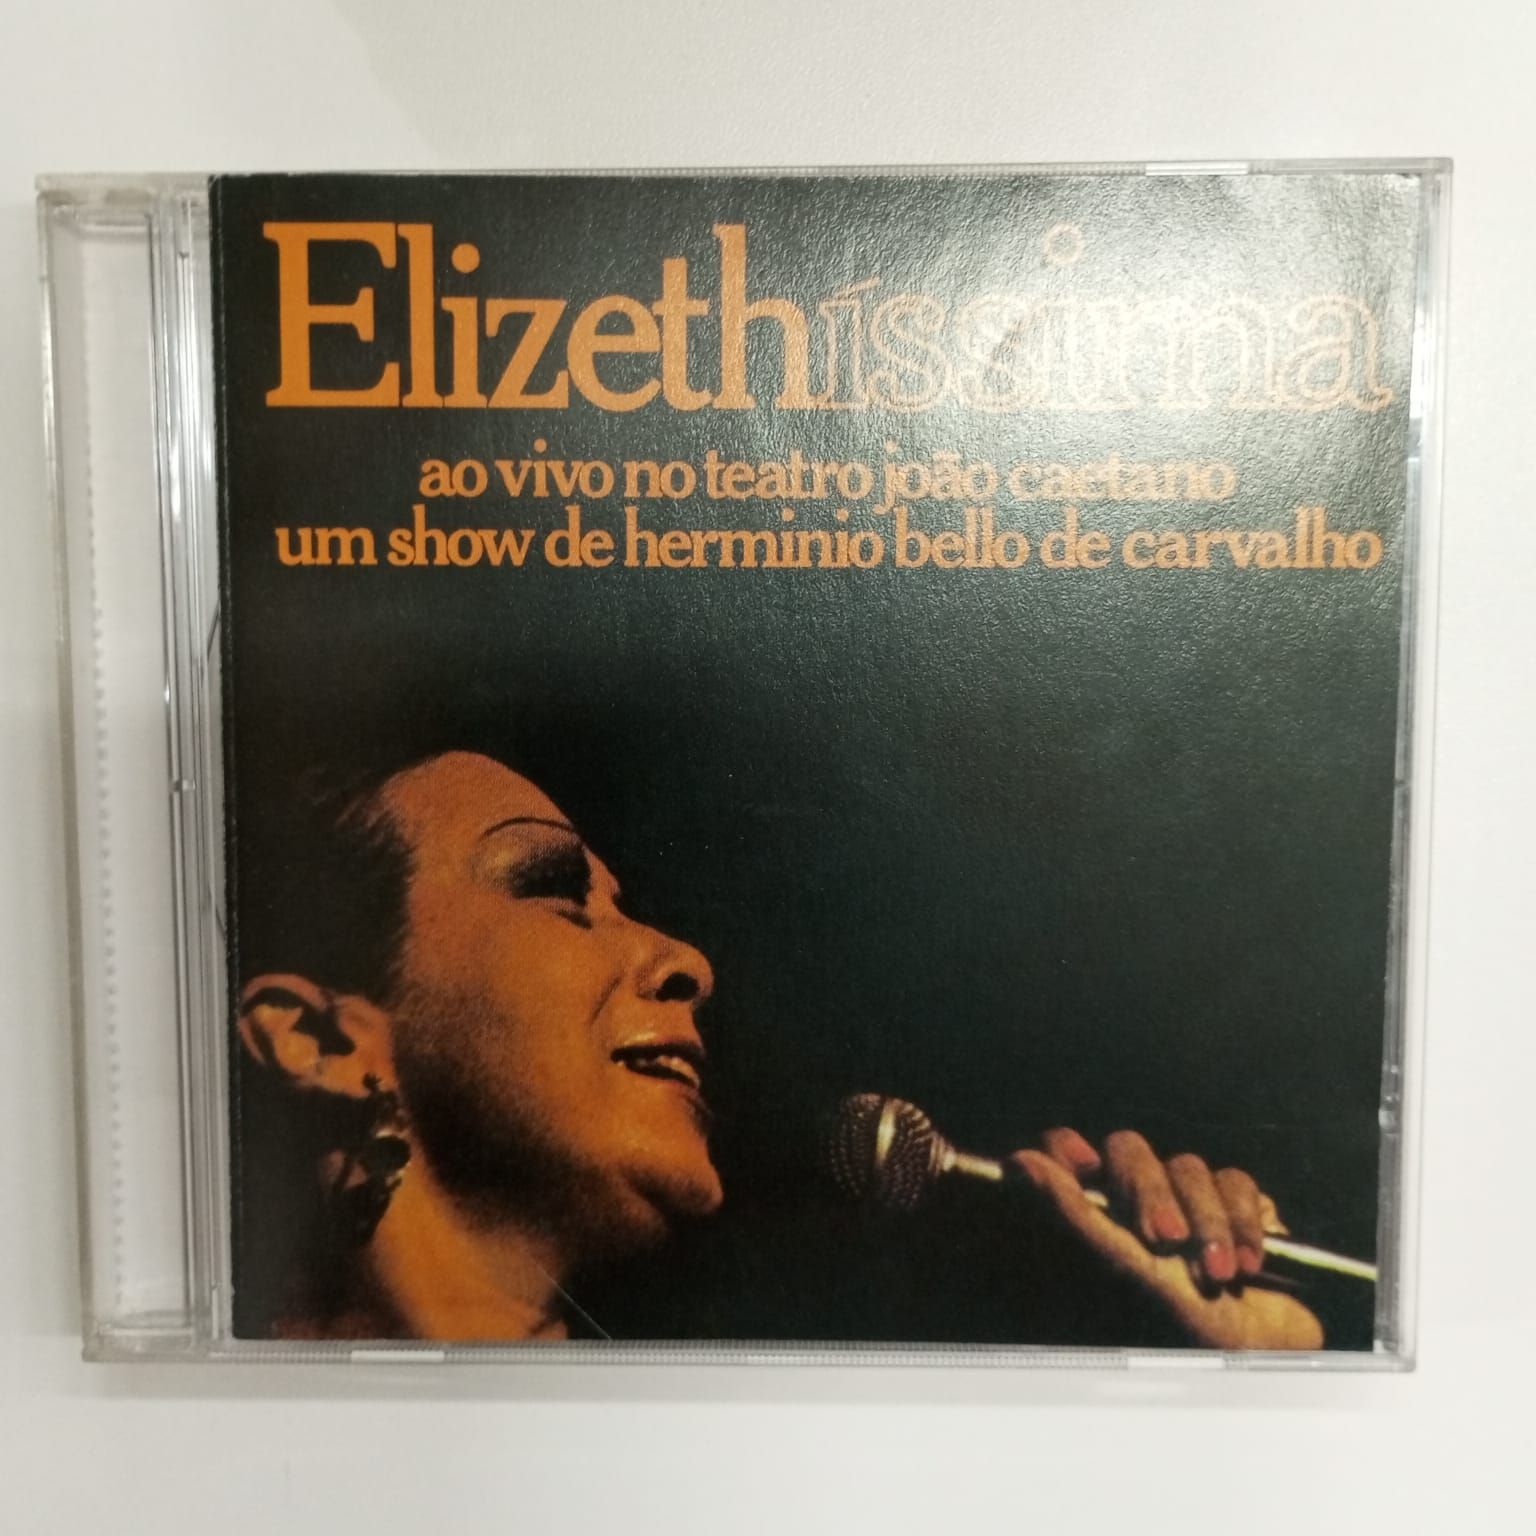 Elizethíssima
ao vivo no teatro joão caetano
um show de herminio bello de carvalho